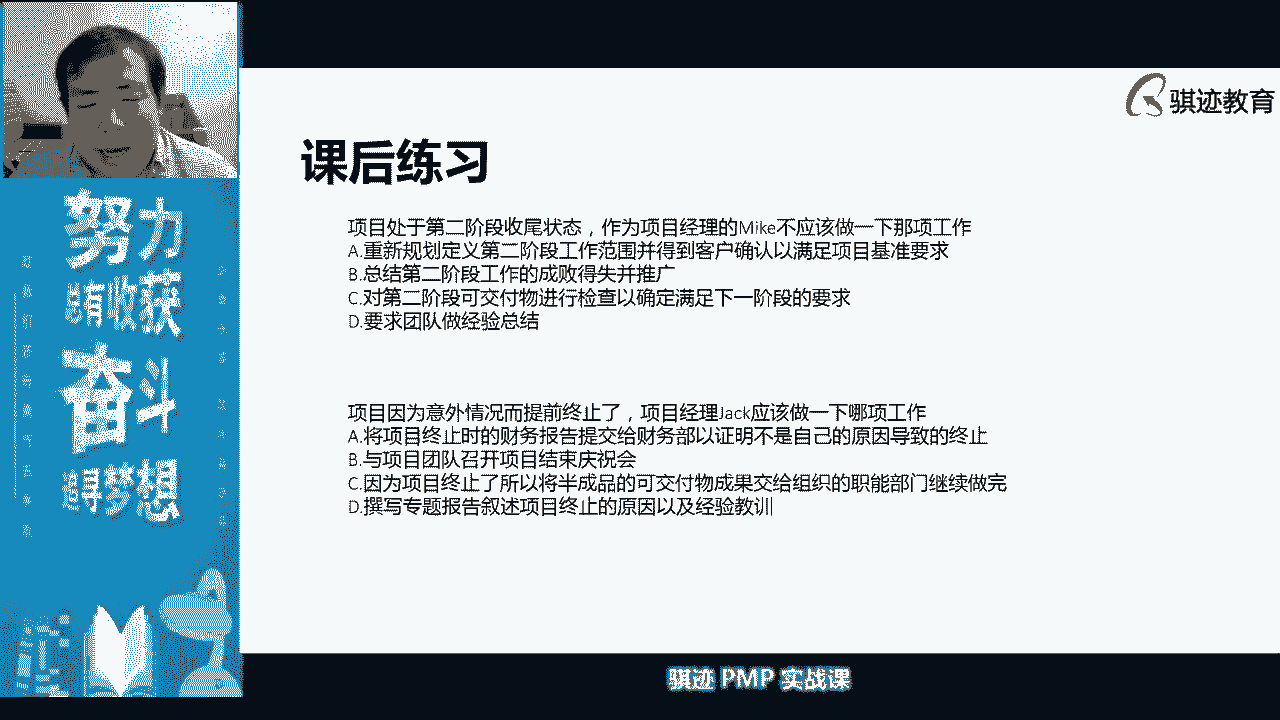 骐迹教育
课后练习
项目处于第二阶段收尾状态，作为项目经理的Mike不应该做一下那项工作
A.重新规划定义第二阶段工作范围并得到客户确认以满足项目基准要求
B.总结第二阶段工作的成败得失并推广
C.对第二阶段可交付物进行检查以确定满足下一阶段的要求
D.要求团队做经验总结
项目因为意外情况而提前终止了，项目经理Jack应该做一下哪项工作
A.将项目终止时的财务报告提交给财务部以证明不是自己的原因导致的终止
B.与项目团队召开项目结束庆祝会
C.因为项目终止了所以将半成品的可交付物成果交给组织的职能部门继续做完
D.撰写专题报告叙述项目终止的原因以及经验教训
努力
才能有收获
奋斗
赢得梦想
骐迹 PMP 实战课